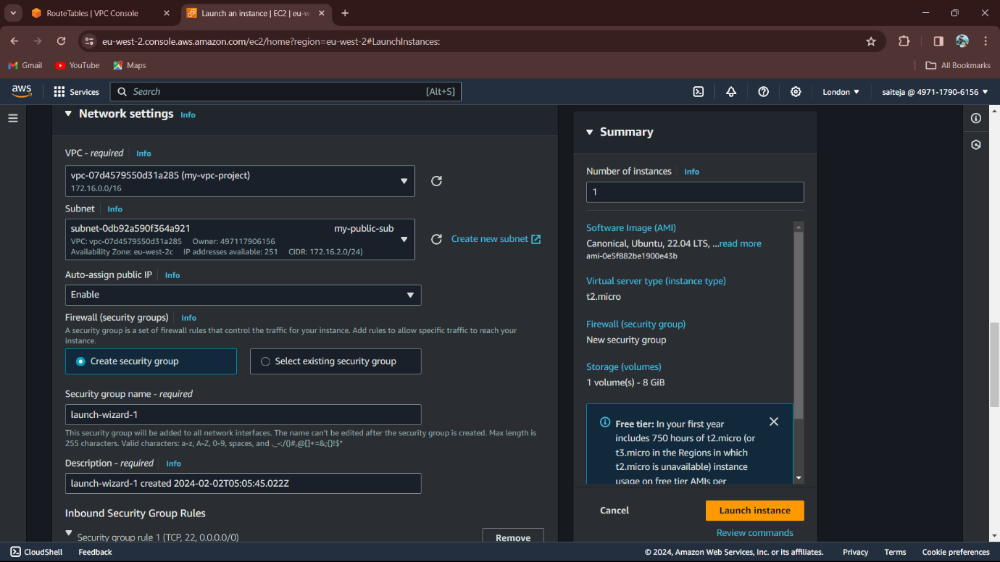 RouteTables | VPC Console
Launch an instance | EC2 | eu-w
eu-west-2.console.aws.amazon.com/ec2/home?region=eu-west-2#LaunchInstances:
Gmail
YouTube
Maps
All Bookmarks
aws
Services
Search
[Alt+S]
London
saiteja @ 4971-1790-6156
Network settings Info
VPC - required Info
vpc-07d4579550d31a285 (my-vpc-project)
172.16.0.0/16
Subnet Info
subnet-0db92a590f364a921 my-public-sub
VPC: vpc-07d4579550d31a285 Owner: 497117906156
Availability Zone: eu-west-2c IP addresses available: 251 CIDR: 172.16.2.0/24)
Create new subnet
Auto-assign public IP Info
Enable
Firewall (security groups) Info
A security group is a set of firewall rules that control the traffic for your instance. Add rules to allow specific traffic to reach your
instance.
Create security group
Select existing security group
Security group name - required
launch-wizard-1
This security group will be added to all network interfaces. The name can't be edited after the security group is created. Max length is
255 characters. Valid characters: a-z, A-Z, 0-9, spaces, and ._-:/()#,@[]+=&;{}!$*
Description - required Info
launch-wizard-1 created 2024-02-02T05:05:45.022Z
Inbound Security Group Rules
Security group rule 1 (TCP, 22, 0.0.0.0/0)
Remove
Summary
Number of instances Info
1
Software Image (AMI)
Canonical, Ubuntu, 22.04 LTS, ...read more
ami-0e5f882be1900e43b
Virtual server type (instance type)
t2.micro
Firewall (security group)
New security group
Storage (volumes)
1 volume(s) - 8 GiB
Free tier: In your first year
includes 750 hours of t2.micro (or
t3.micro in the Regions in which
t2.micro is unavailable) instance
usage on free tier AMIs per
Cancel
Launch instance
Review commands
CloudShell
Feedback
© 2024, Amazon Web Services, Inc. or its affiliates.
Privacy
Terms
Cookie preferences